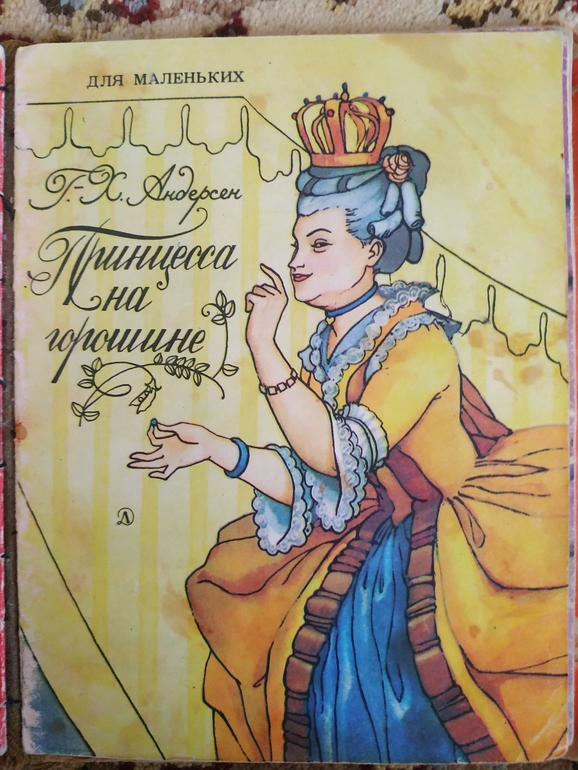 ДЛЯ МАЛЕНЬКИХ
Г.-Х. Андерсен
Принцесса
на
горошине
Д